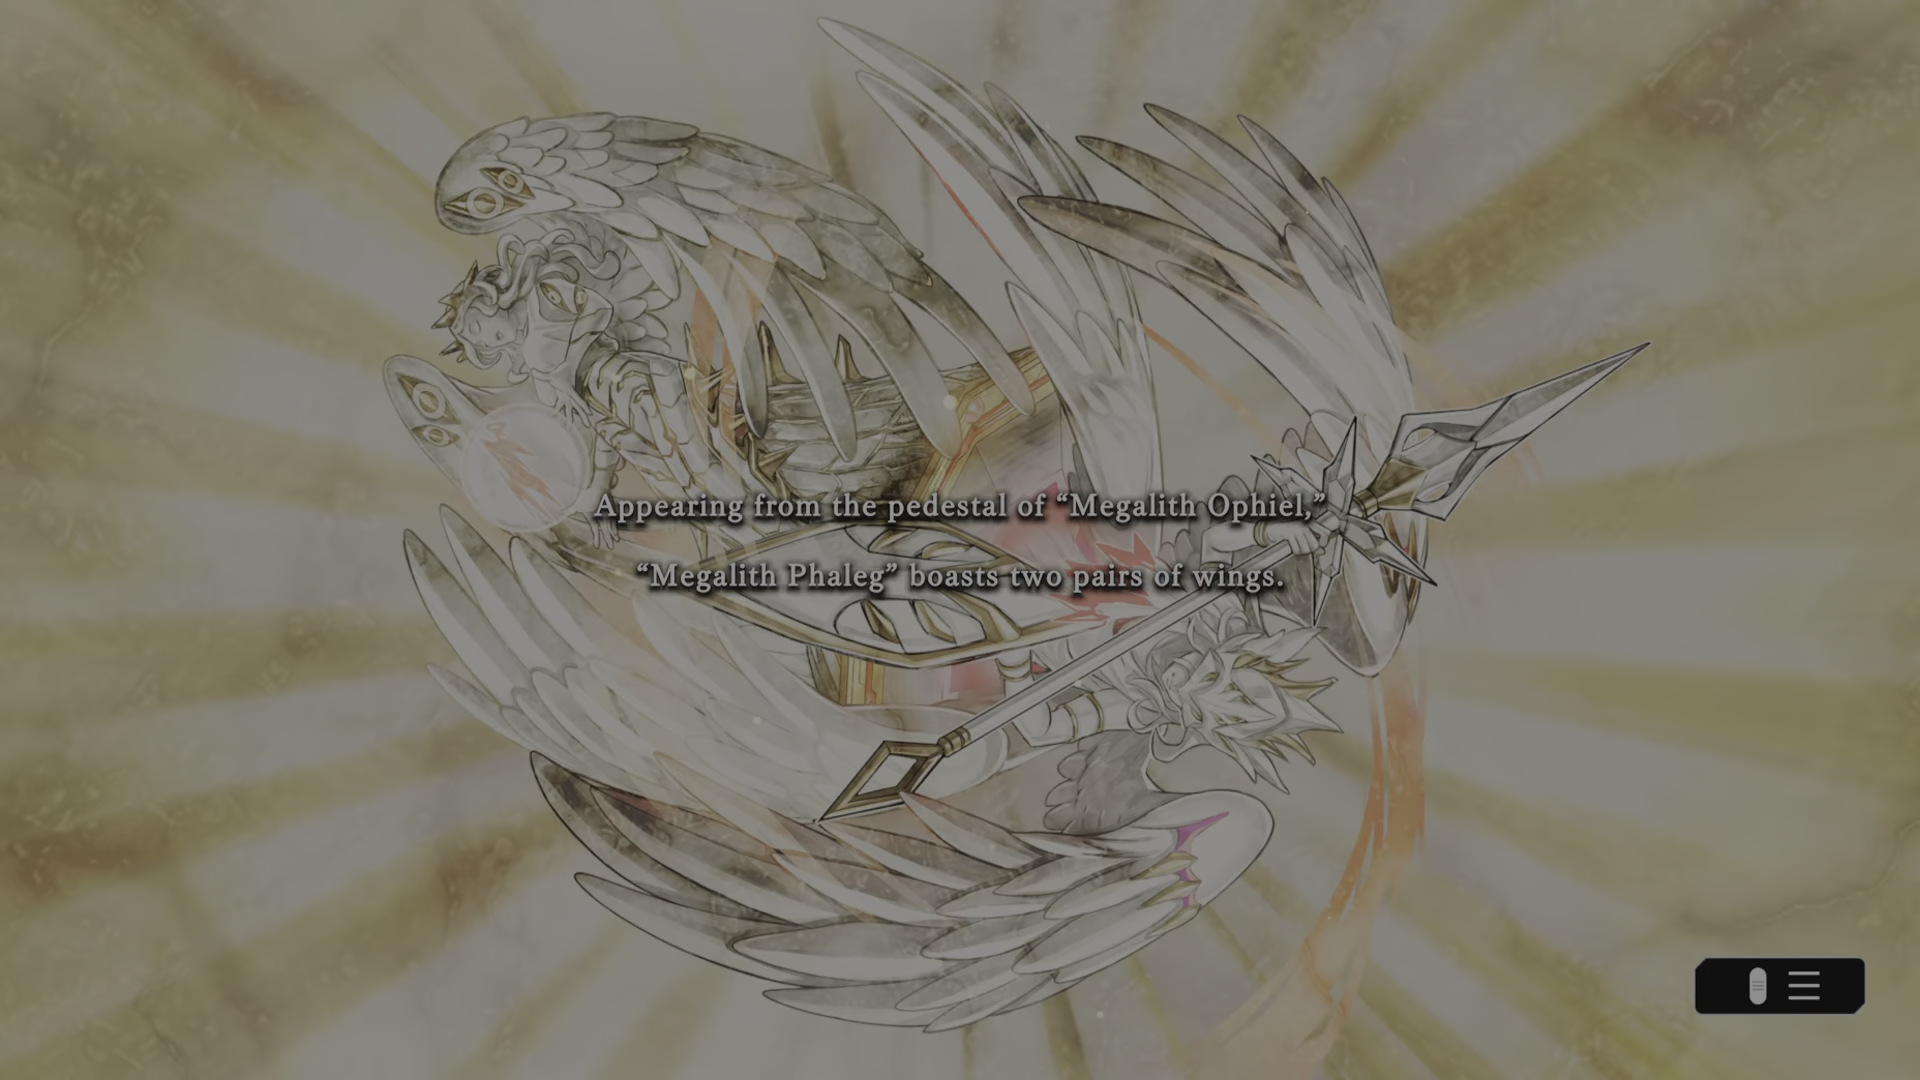 Appearing from the pedestal of “Megalith Ophiel,”
“Megalith Phaleg” boasts two pairs of wings.